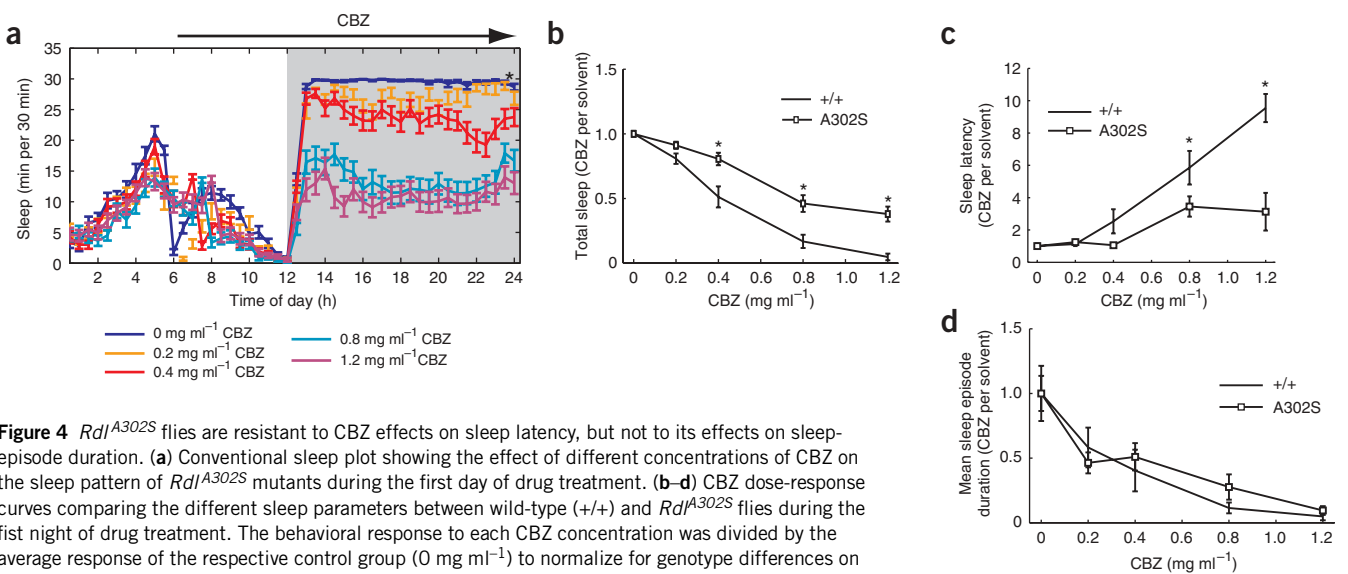 a
CBZ
35
30
25
20
15
10
5
0
Sleep (min per 30 min)
*
2 4 6 8 10 12 14 16 18 20 22 24
Time of day (h)
0 mg ml–1 CBZ
0.2 mg ml–1 CBZ
0.4 mg ml–1 CBZ
0.8 mg ml–1 CBZ
1.2 mg ml–1CBZ
b
Total sleep (CBZ per solvent)
1.5
1.0
0.5
0
+/+
A302S
*
*
*
0 0.2 0.4 0.6 0.8 1.0 1.2
CBZ (mg ml–1)
c
Sleep latency
(CBZ per solvent)
12
10
8
6
4
2
0
+/+
A302S
*
*
0 0.2 0.4 0.6 0.8 1.0 1.2
CBZ (mg ml–1)
d
Mean sleep episode
duration (CBZ per solvent)
1.5
1.0
0.5
0
+/+
A302S
0 0.2 0.4 0.6 0.8 1.0 1.2
CBZ (mg ml–1)
Figure 4 RdlA302S flies are resistant to CBZ effects on sleep latency, but not to its effects on sleep-
episode duration. (a) Conventional sleep plot showing the effect of different concentrations of CBZ on
the sleep pattern of RdlA302S mutants during the first day of drug treatment. (b–d) CBZ dose-response
curves comparing the different sleep parameters between wild-type (+/+) and RdlA302S flies during the
fist night of drug treatment. The behavioral response to each CBZ concentration was divided by the
average response of the respective control group (0 mg ml–1) to normalize for genotype differences on